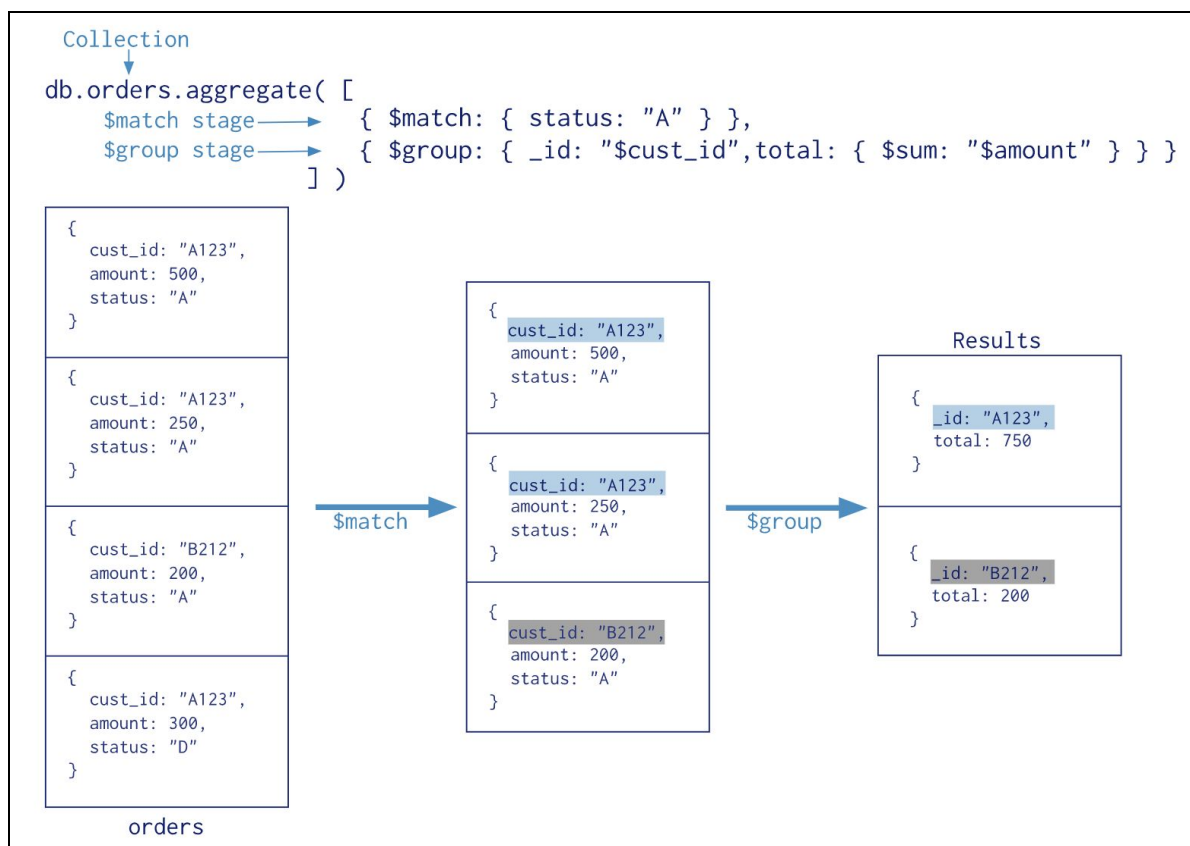 Collection
db.orders.aggregate( [
$match stage
{ $match: { status: "A" } },
$group stage
{ $group: { _id: "$cust_id",total: { $sum: "$amount" } } }
] )
{
cust_id: "A123",
amount: 500,
status: "A"
}
{
cust_id: "A123",
amount: 250,
status: "A"
}
{
cust_id: "B212",
amount: 200,
status: "A"
}
{
cust_id: "A123",
amount: 300,
status: "D"
}
orders
$match
{
cust_id: "A123",
amount: 500,
status: "A"
}
{
cust_id: "A123",
amount: 250,
status: "A"
}
{
cust_id: "B212",
amount: 200,
status: "A"
}
$group
Results
{
_id: "A123",
total: 750
}
{
_id: "B212",
total: 200
}